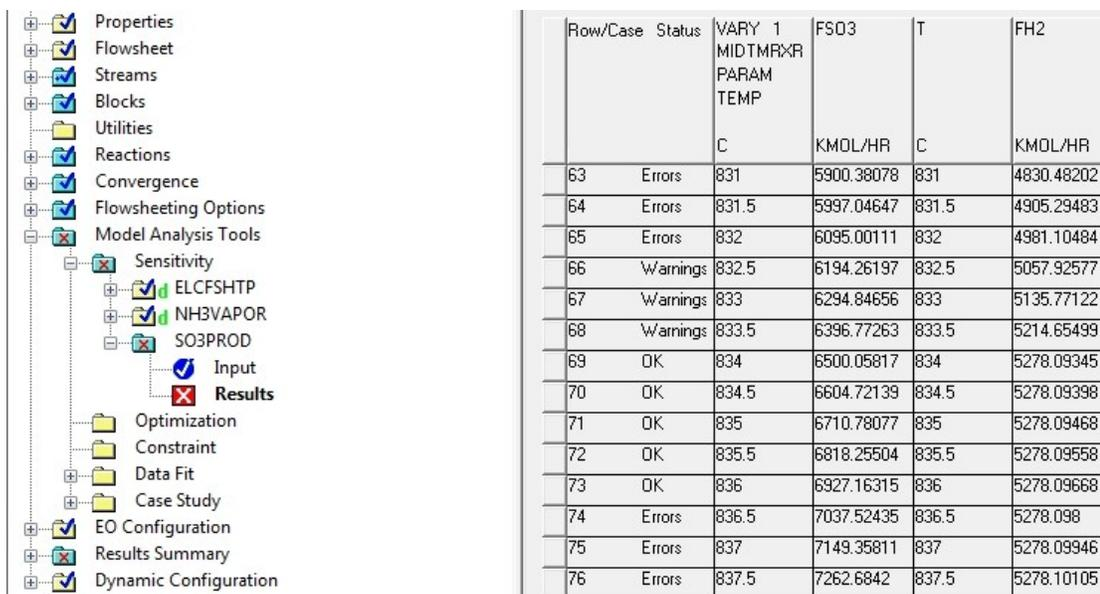 Properties
Flowsheet
Streams
Blocks
Utilities
Reactions
Convergence
Flowsheeting Options
Model Analysis Tools
Sensitivity
ELCFSHTP
NH3VAPOR
SO3PROD
Input
Results
Optimization
Constraint
Data Fit
Case Study
EO Configuration
Results Summary
Dynamic Configuration
Row/Case Status VARY 1 MIDTMRXR PARAM TEMP FSO3 T FH2
C KMOL/HR C KMOL/HR
63 Errors 831 5900.38078 831 4830.48202
64 Errors 831.5 5997.04647 831.5 4905.29483
65 Errors 832 6095.00111 832 4981.10484
66 Warnings 832.5 6194.26197 832.5 5057.92577
67 Warnings 833 6294.84656 833 5135.77122
68 Warnings 833.5 6396.77263 833.5 5214.65499
69 OK 834 6500.05817 834 5278.09345
70 OK 834.5 6604.72139 834.5 5278.09398
71 OK 835 6710.78077 835 5278.09468
72 OK 835.5 6818.25504 835.5 5278.09558
73 OK 836 6927.16315 836 5278.09668
74 Errors 836.5 7037.52435 836.5 5278.098
75 Errors 837 7149.35811 837 5278.09946
76 Errors 837.5 7262.6842 837.5 5278.10105